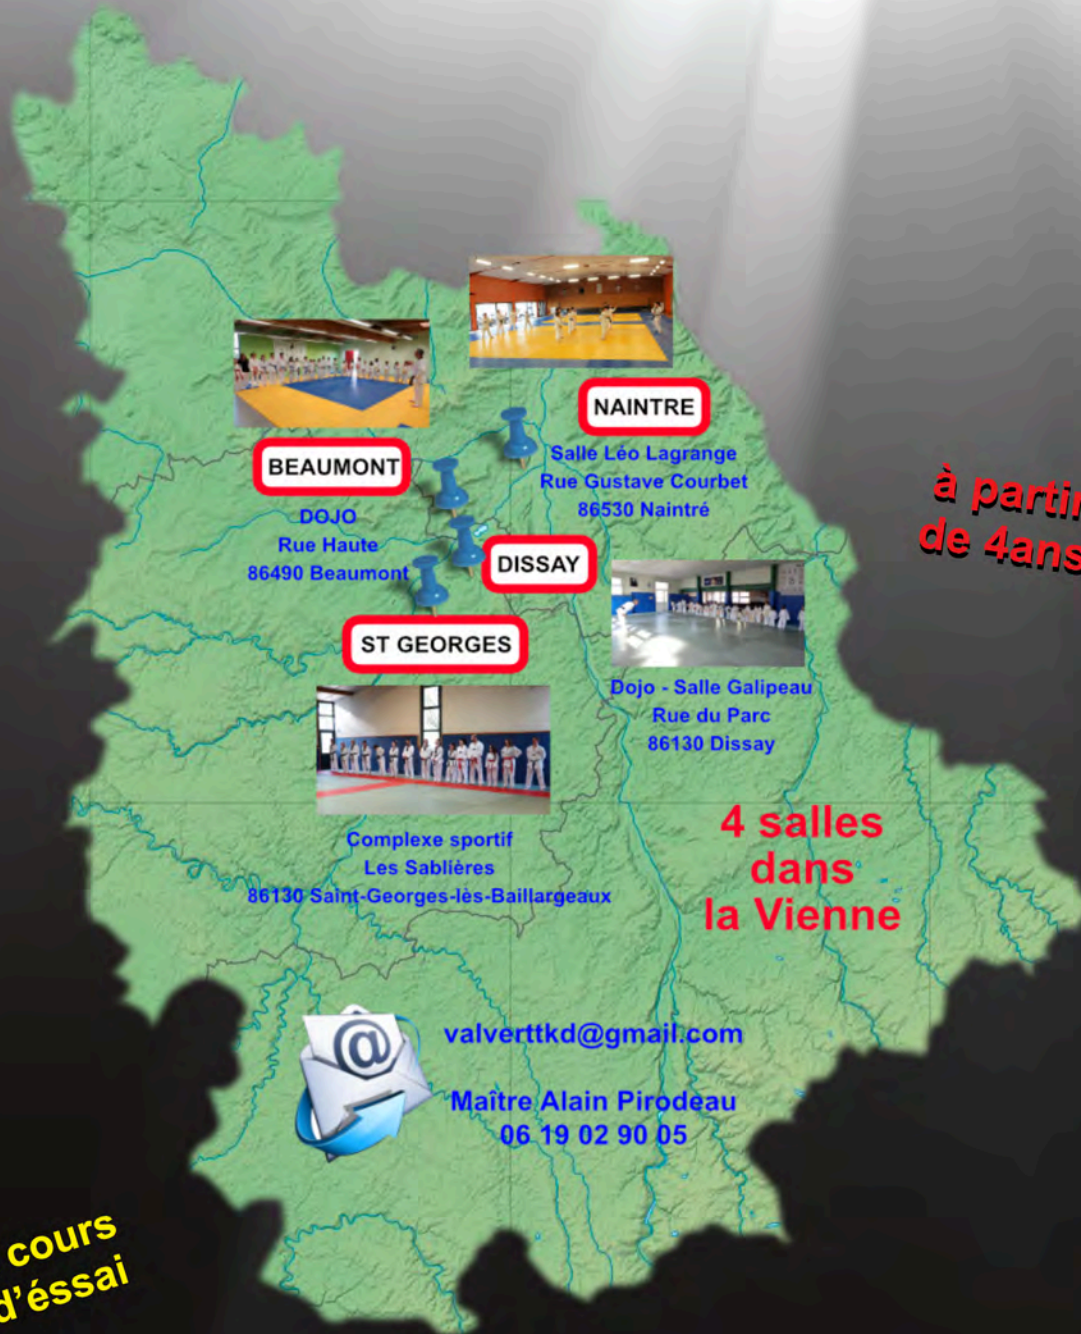 NAINTRE
Salle Léo Lagrange
Rue Gustave Courbet
86530 Naintré
BEAUMONT
DOJO
Rue Haute
86490 Beaumont
à partir
de 4ans
DISSAY
Dojo - Salle Galipeau
Rue du Parc
86130 Dissay
ST GEORGES
Complexe sportif
Les Sablières
86130 Saint-Georges-lès-Baillargeaux
4 salles
dans
la Vienne
@
valverttkd@gmail.com
Maître Alain Pirodeau
06 19 02 90 05
cours
d'éssai